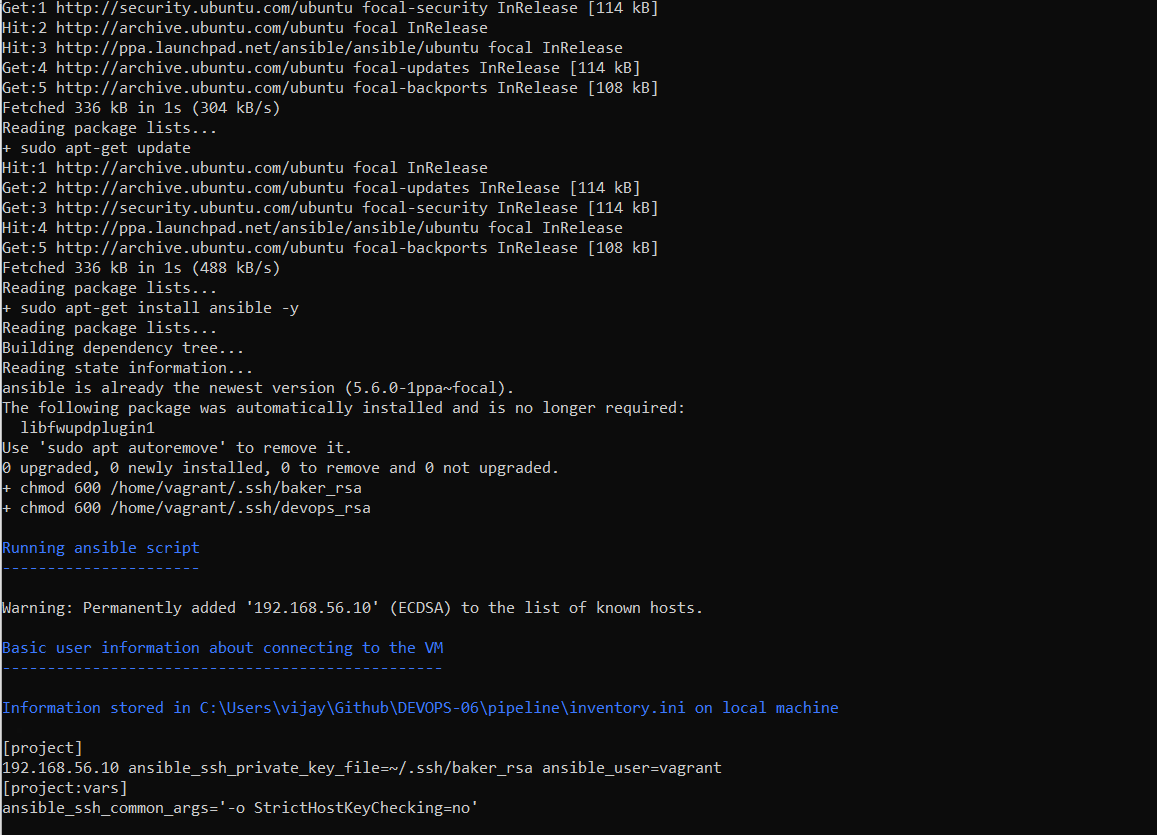 Get:1 http://security.ubuntu.com/ubuntu focal-security InRelease [114 kB]
Hit:2 http://archive.ubuntu.com/ubuntu focal InRelease
Hit:3 http://ppa.launchpad.net/ansible/ansible/ubuntu focal InRelease
Get:4 http://archive.ubuntu.com/ubuntu focal-updates InRelease [114 kB]
Get:5 http://archive.ubuntu.com/ubuntu focal-backports InRelease [108 kB]
Fetched 336 kB in 1s (304 kB/s)
Reading package lists...
+ sudo apt-get update
Hit:1 http://archive.ubuntu.com/ubuntu focal InRelease
Get:2 http://archive.ubuntu.com/ubuntu focal-updates InRelease [114 kB]
Get:3 http://security.ubuntu.com/ubuntu focal-security InRelease [114 kB]
Hit:4 http://ppa.launchpad.net/ansible/ansible/ubuntu focal InRelease
Get:5 http://archive.ubuntu.com/ubuntu focal-backports InRelease [108 kB]
Fetched 336 kB in 1s (488 kB/s)
Reading package lists...
+ sudo apt-get install ansible -y
Reading package lists...
Building dependency tree...
Reading state information...
ansible is already the newest version (5.6.0-1ppa~focal).
The following package was automatically installed and is no longer required:
  libfwupdplugin1
Use 'sudo apt autoremove' to remove it.
0 upgraded, 0 newly installed, 0 to remove and 0 not upgraded.
+ chmod 600 /home/vagrant/.ssh/baker_rsa
+ chmod 600 /home/vagrant/.ssh/devops_rsa
Running ansible script
----------------------
Warning: Permanently added '192.168.56.10' (ECDSA) to the list of known hosts.
Basic user information about connecting to the VM
-------------------------------------------------
Information stored in C:\Users\vijay\Github\DEVOPS-06\pipeline\inventory.ini on local machine
[project]
192.168.56.10 ansible_ssh_private_key_file=~/.ssh/baker_rsa ansible_user=vagrant
[project:vars]
ansible_ssh_common_args='-o StrictHostKeyChecking=no'